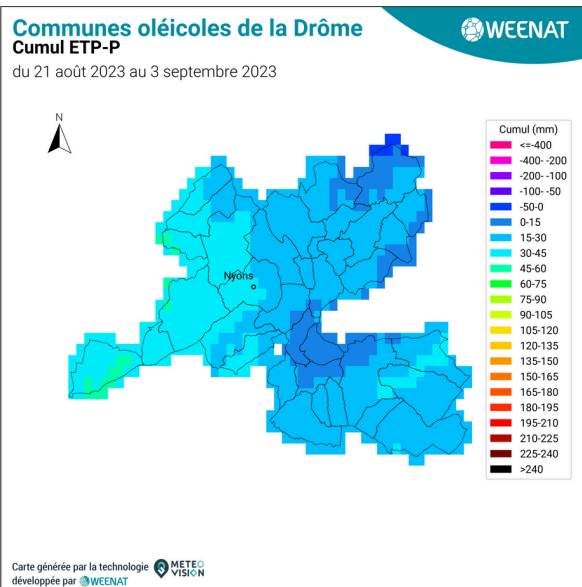 Communes oléicoles de la Drôme
WEENAT
Cumul ETP-P
du 21 août 2023 au 3 septembre 2023
N
Cumul (mm)
<=-400
-400- -200
-200 -100
-100 -50
-50-0
0-15
15-30
30-45
45-60
60-75
75-90
90-105
105-120
120-135
135-150
150-165
165-180
180-195
195-210
210-225
225-240
>240
Nyons
Carte générée par la technologie METEO VISION
développée par WEENAT